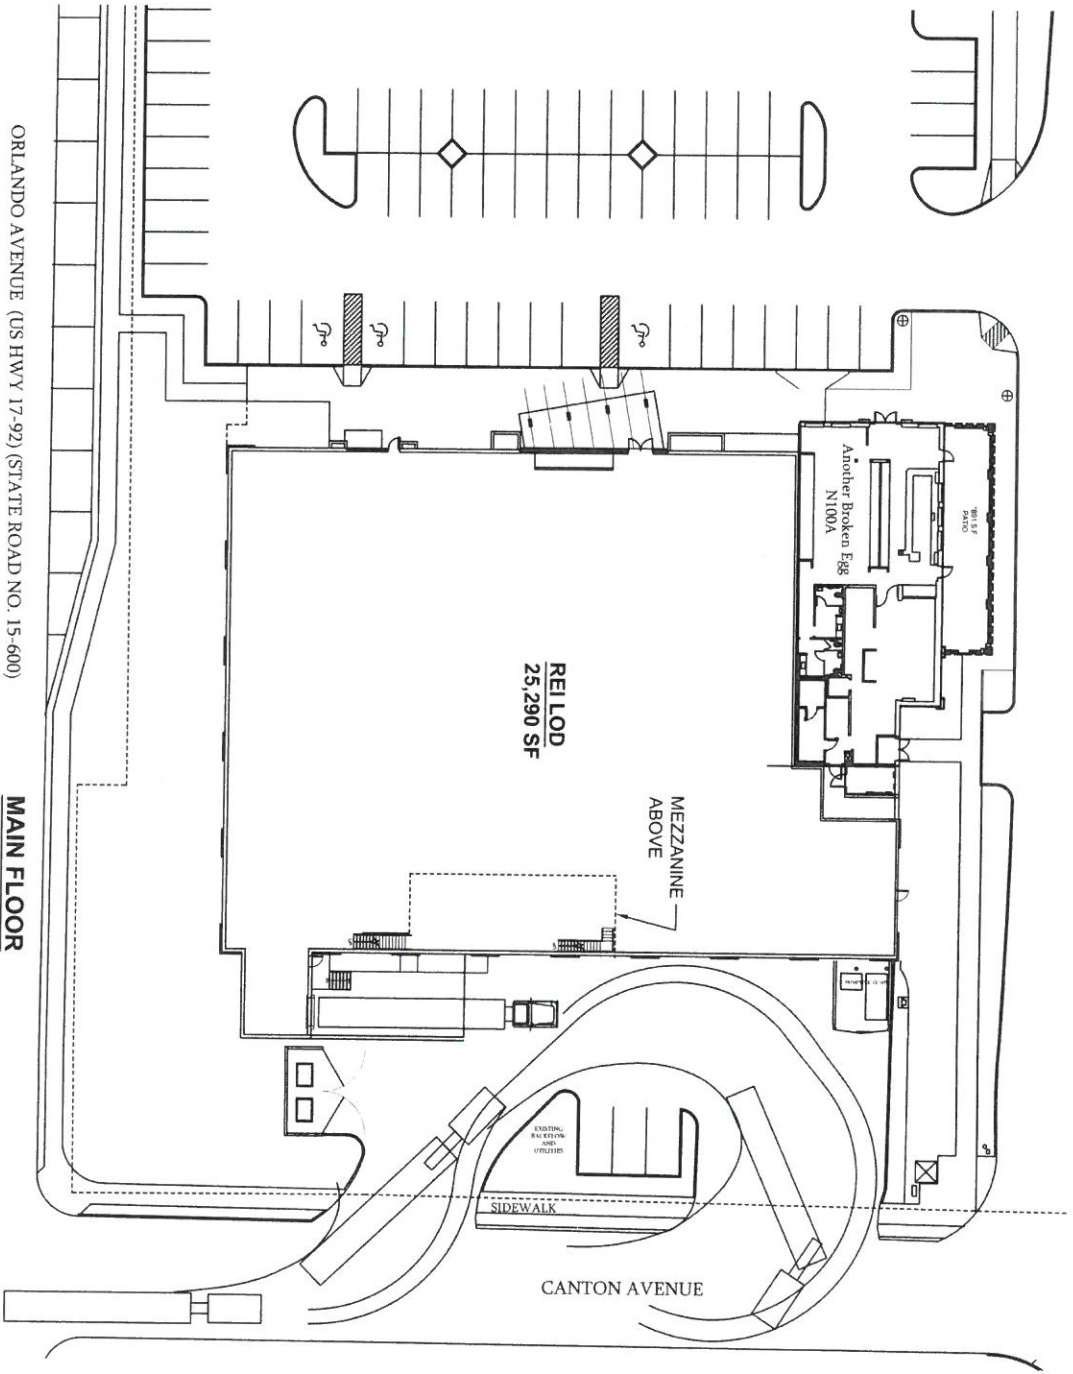 ORLANDO AVENUE (US HWY 17-92) (STATE ROAD NO. 15-600)
MAIN FLOOR
REI LOD
25,290 SF
MEZZANINE
ABOVE
Another Broken Egg
N100A
PATIO
EXISTING
BACKFLOW
AND
UTILITIES
SIDEWALK
CANTON AVENUE